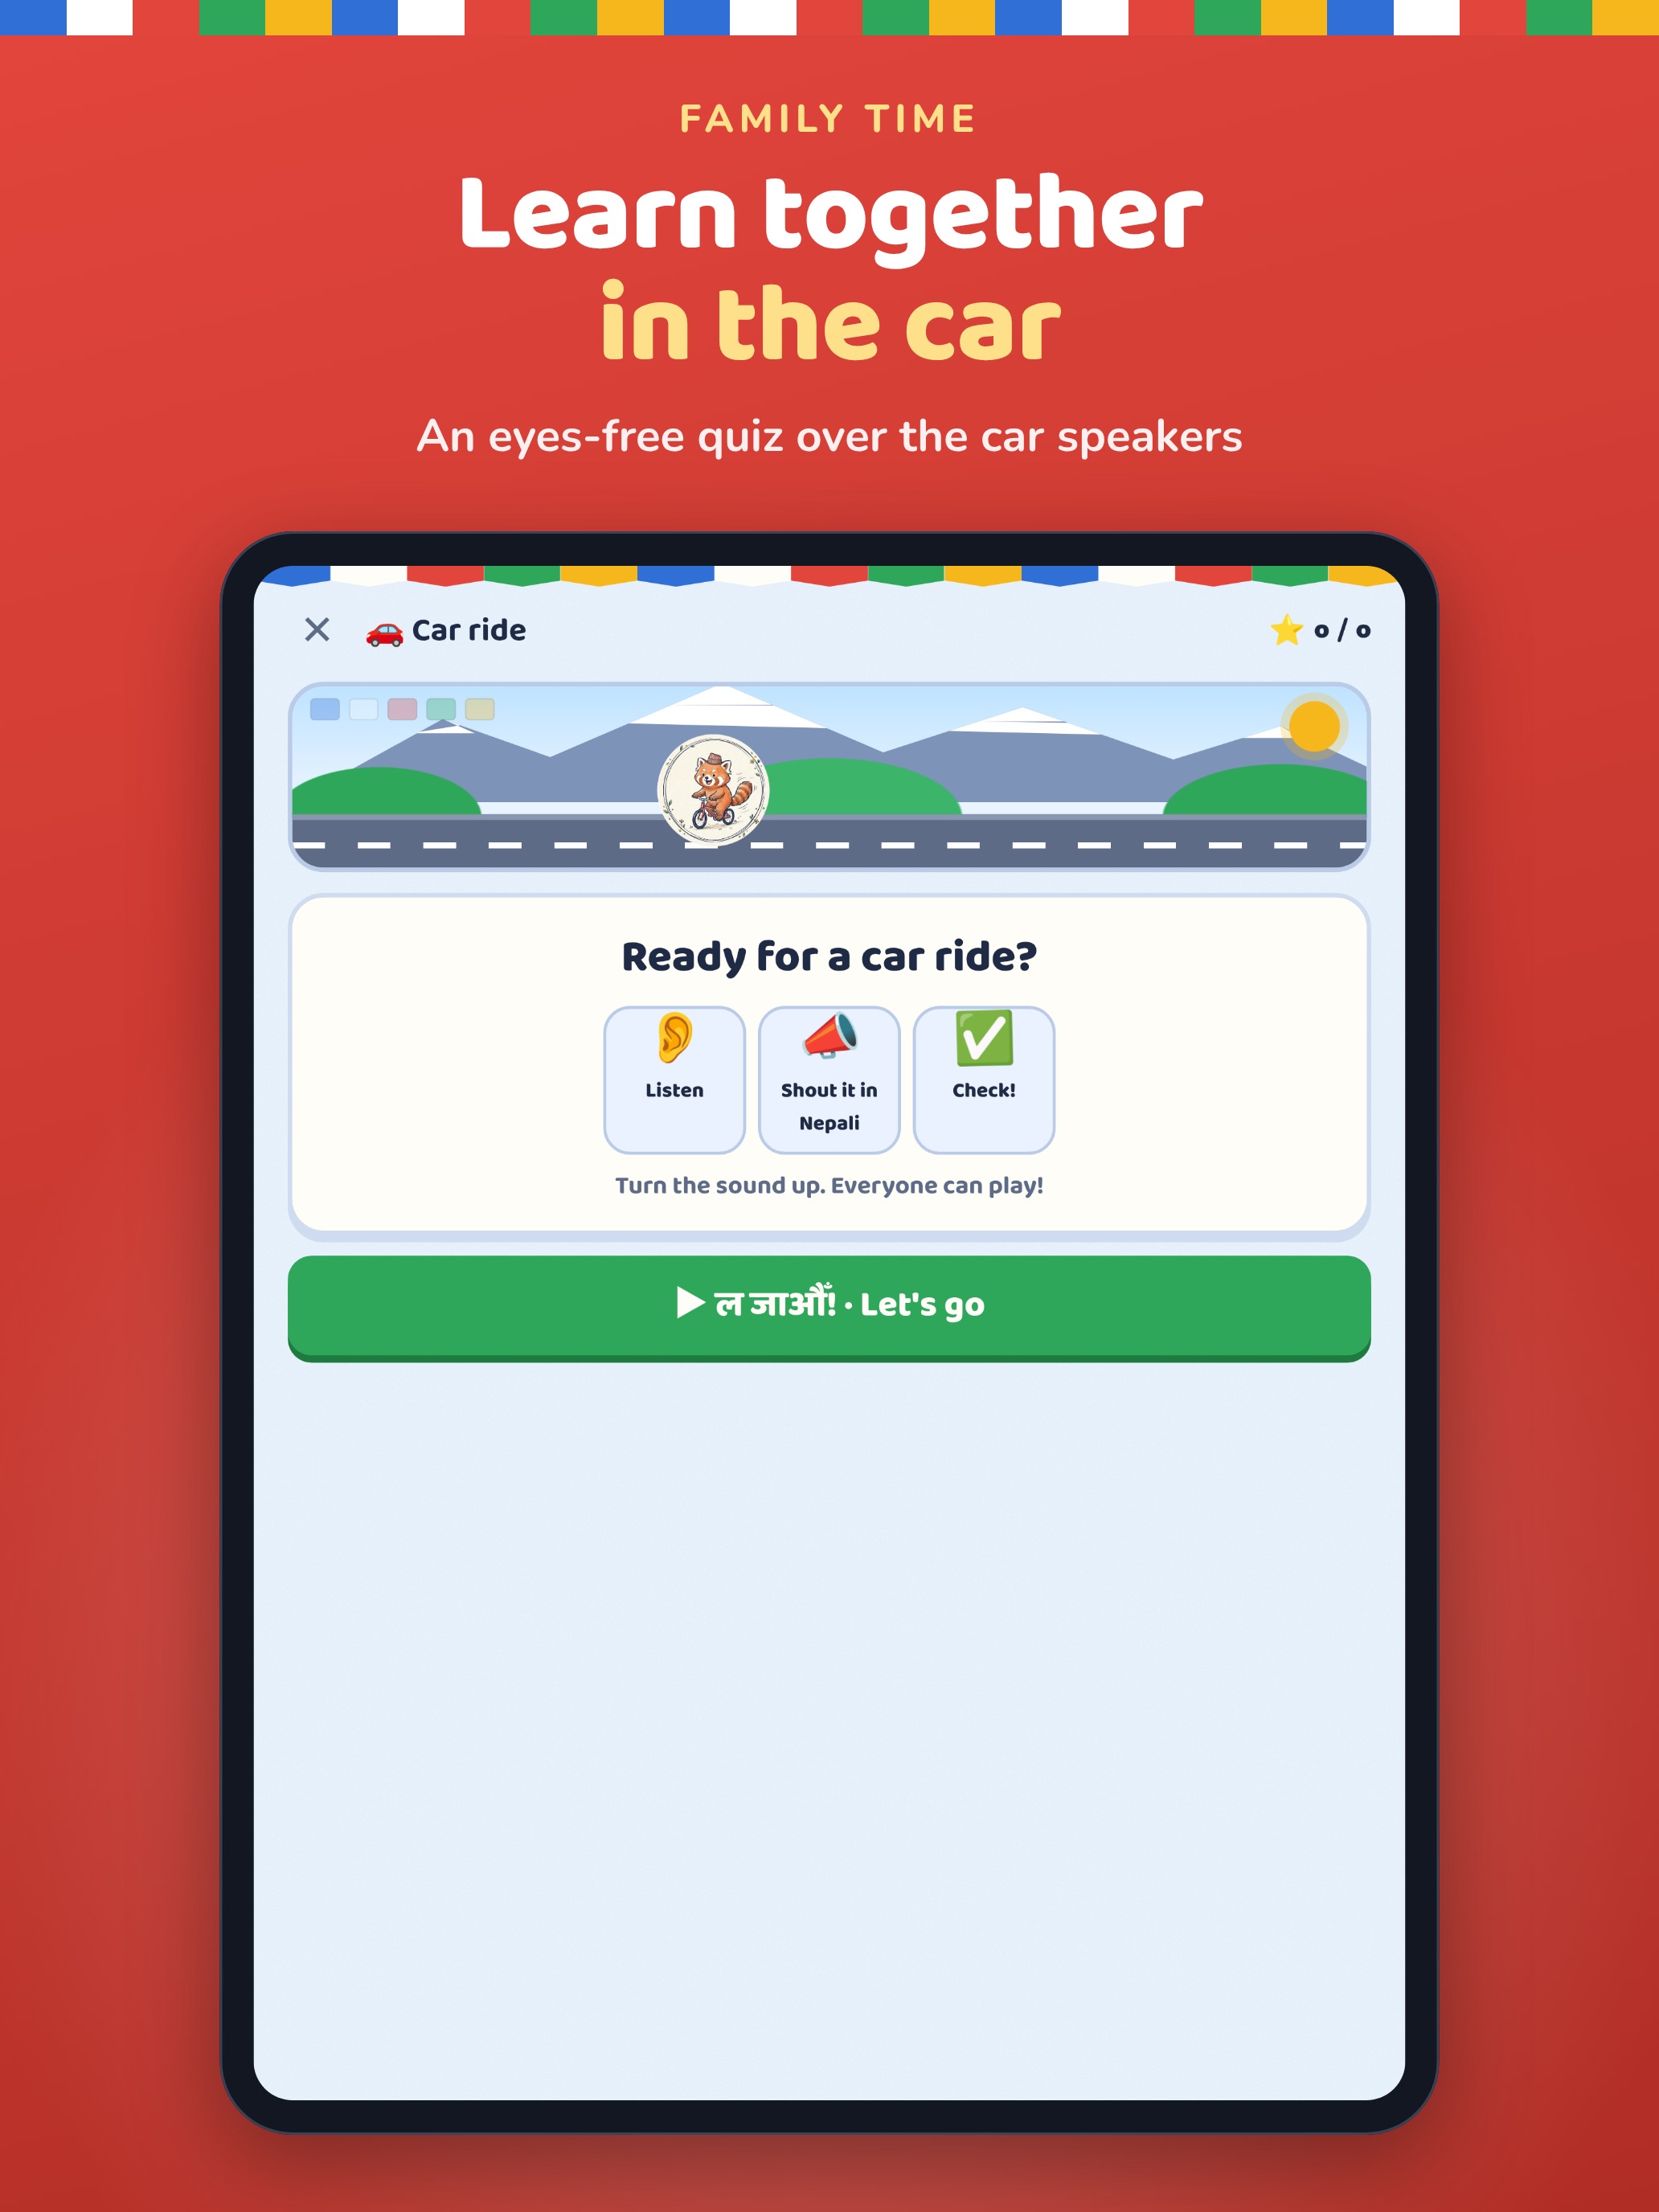 FAMILY TIME
Learn together
in the car
An eyes-free quiz over the car speakers
Car ride
0 / 0
Ready for a car ride?
Listen
Shout it in
Nepali
Check!
Turn the sound up. Everyone can play!
ल जाऔँ! · Let's go